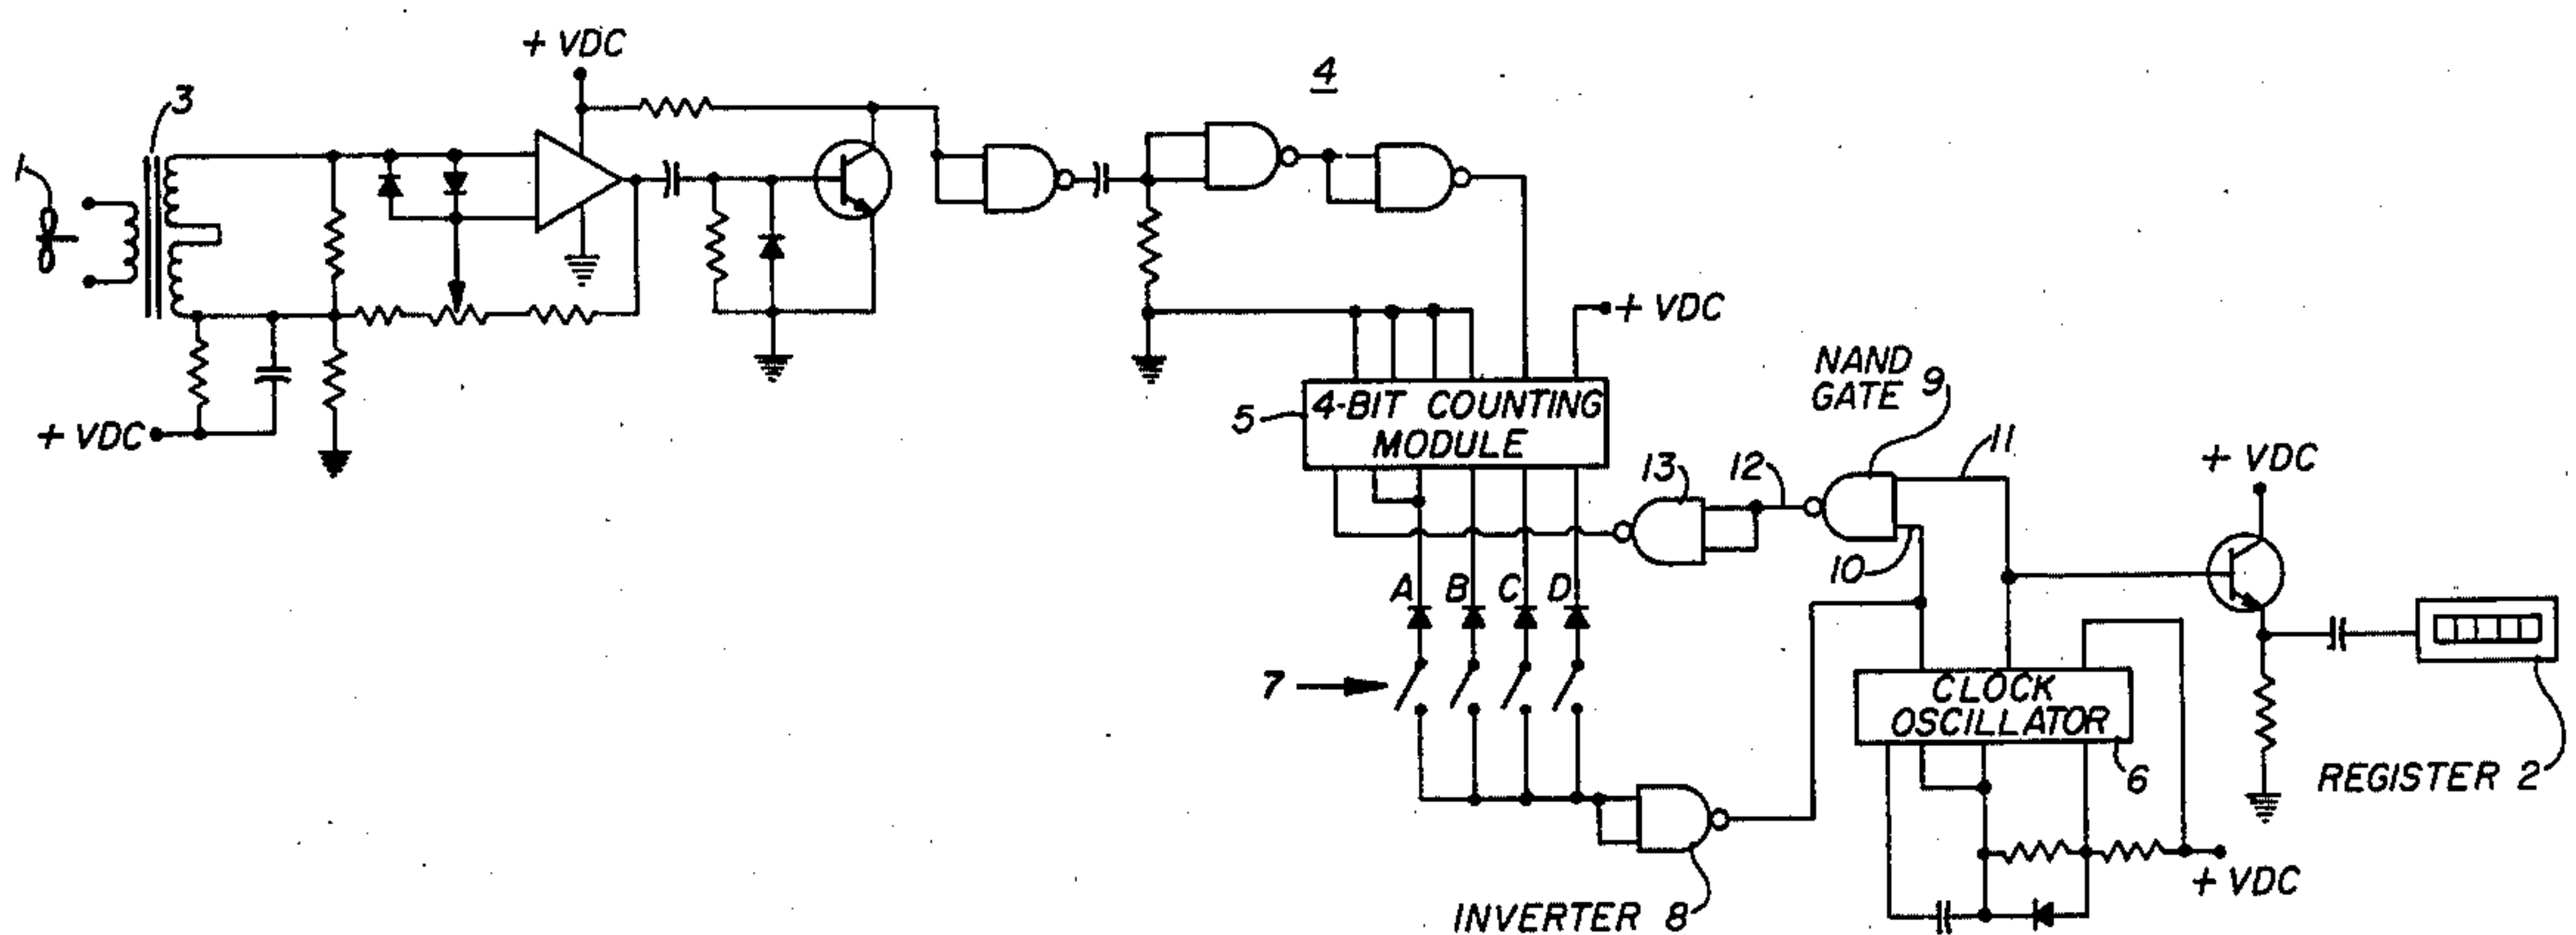 + VDC
4
3
1
+ VDC
+ VDC
5
4-BIT COUNTING
MODULE
NAND
GATE 9
13
12
11
10
+ VDC
A B C D
7
CLOCK
OSCILLATOR
6
REGISTER 2
+ VDC
INVERTER 8